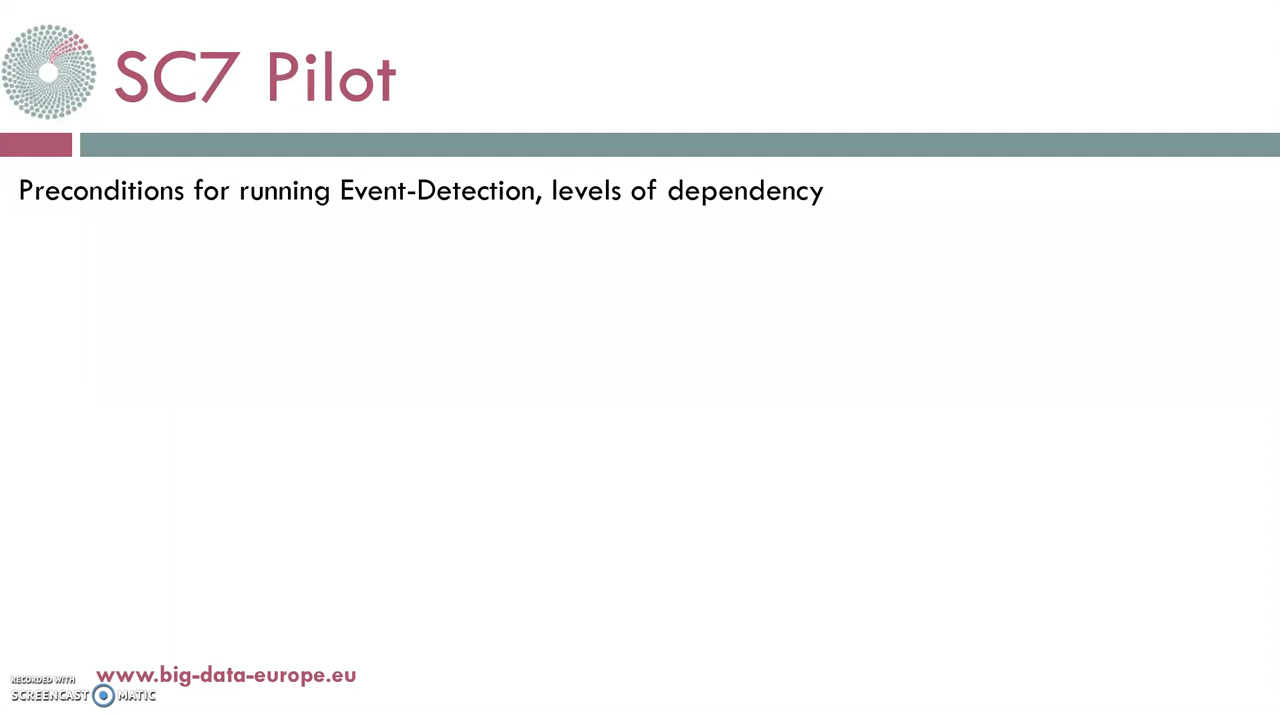 SC7 Pilot
Preconditions for running Event-Detection, levels of dependency
www.big-data-europe.eu
RECORDED WITH
SCREENCAST MATIC